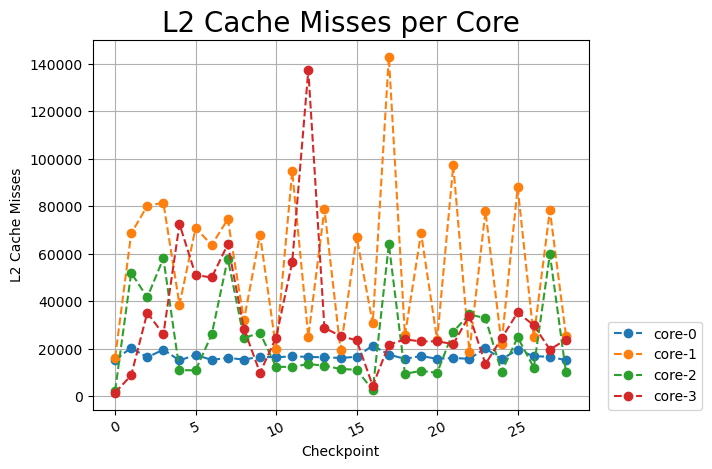 L2 Cache Misses per Core
L2 Cache Misses
140000
120000
100000
80000
60000
40000
20000
0
0 5 10 15 20 25
Checkpoint
core-0
core-1
core-2
core-3